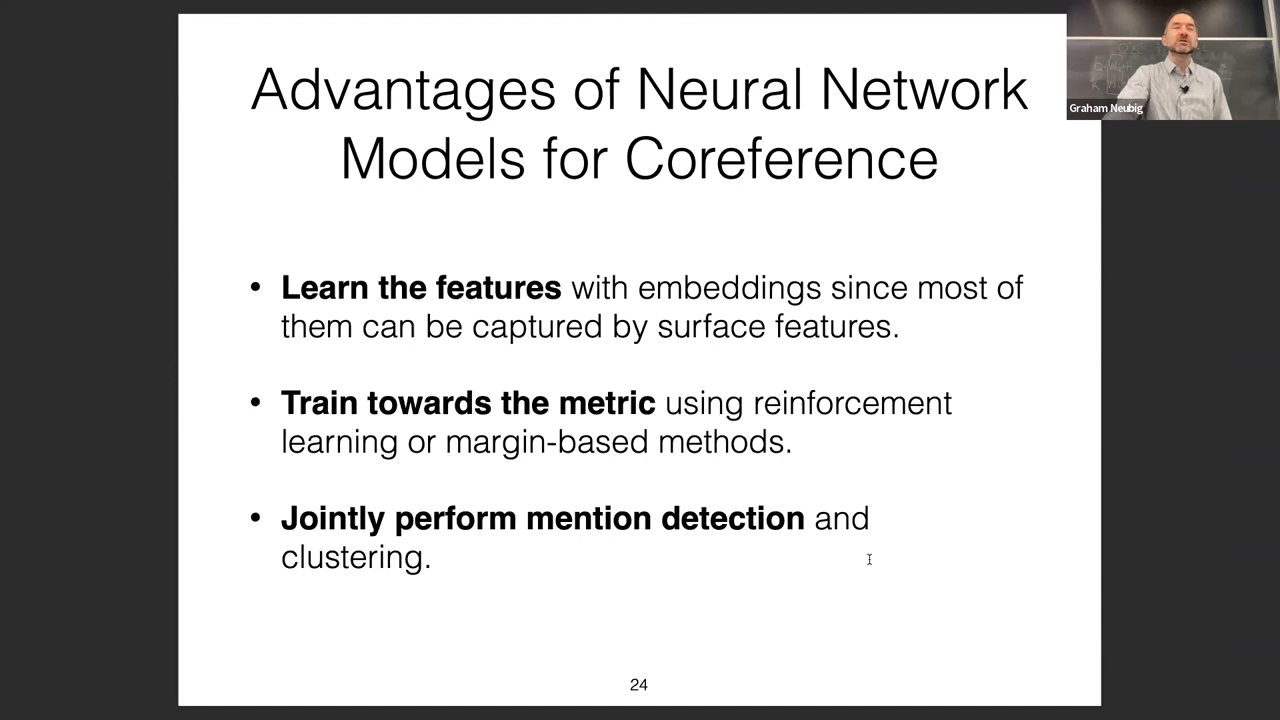 Advantages of Neural Network
Models for Coreference
Graham Neubig
• Learn the features with embeddings since most of
them can be captured by surface features.
• Train towards the metric using reinforcement
learning or margin-based methods.
• Jointly perform mention detection and
clustering.
24